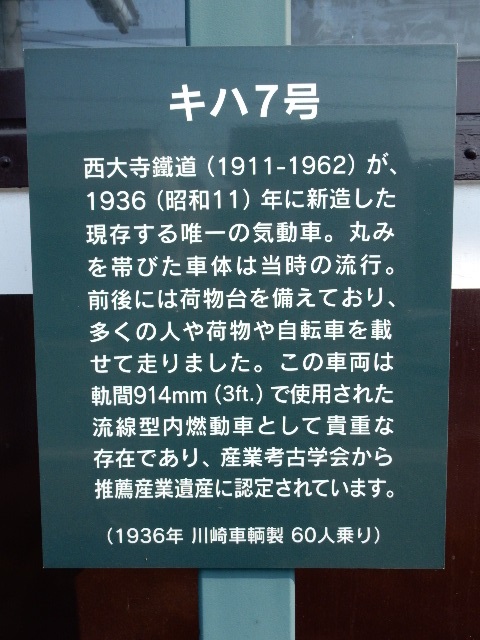 キハ7号
西大寺鐵道（1911-1962）が、
1936（昭和11）年に新造した
現存する唯一の気動車。丸み
を帯びた車体は当時の流行。
前後には荷物台を備えており、
多くの人や荷物や自転車を載
せて走りました。この車両は
軌間914mm（3ft.）で使用された
流線型内燃動車として貴重な
存在であり、産業考古学会から
推薦産業遺産に認定されています。
（1936年 川崎車輌製 60人乗り）